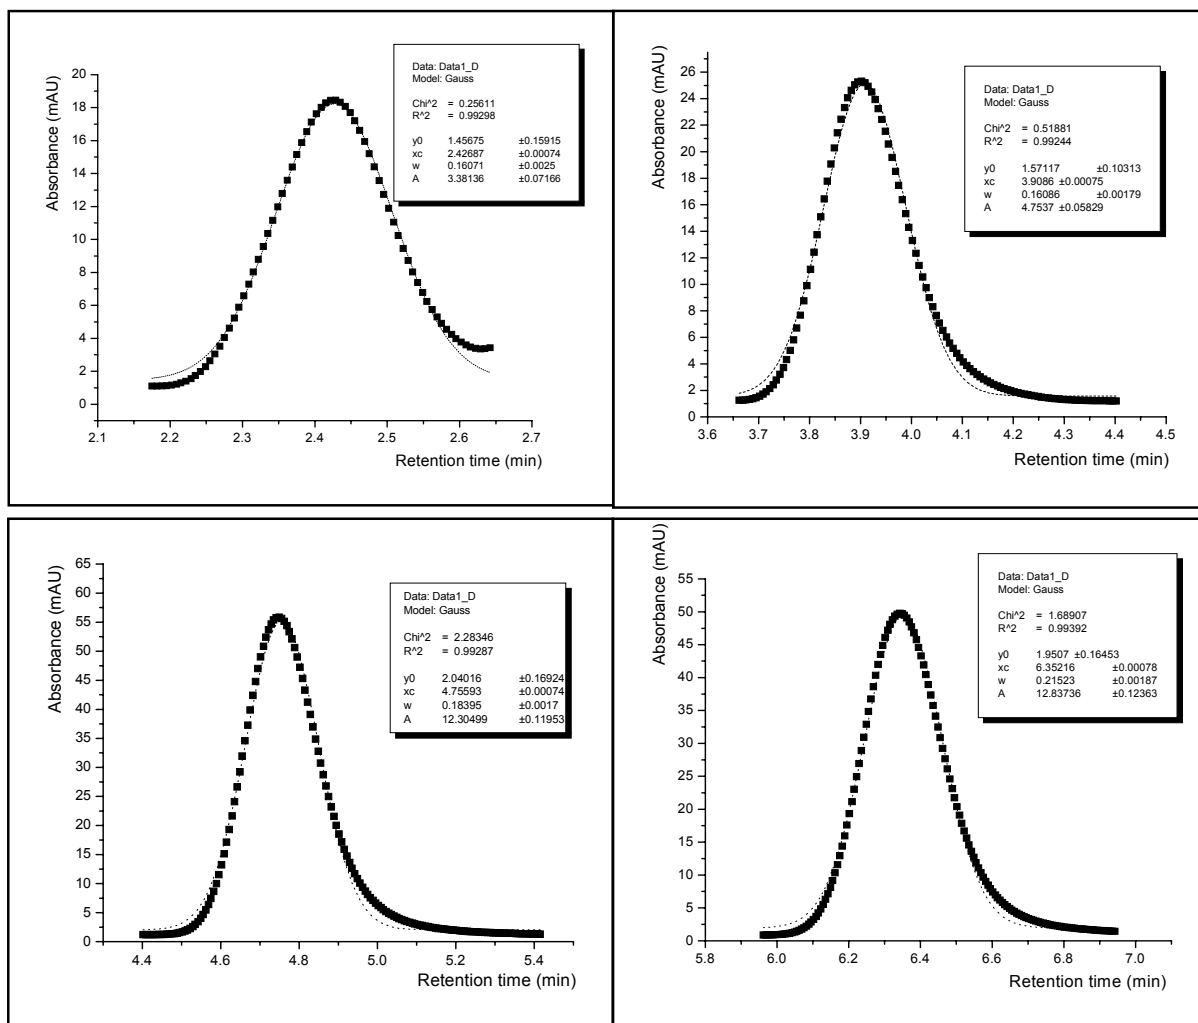 Data: Data1_D
Model: Gauss
Chi^2 = 0.25611
R^2 = 0.99298
y0 1.45675 ±0.15915
xc 2.42687 ±0.00074
w 0.16071 ±0.0025
A 3.38136 ±0.07166
Absorbance (mAU)
20
18
16
14
12
10
8
6
4
2
0
2.1 2.2 2.3 2.4 2.5 2.6 2.7
Retention time (min)
Data: Data1_D
Model: Gauss
Chi^2 = 0.51881
R^2 = 0.99244
y0 1.57117 ±0.10313
xc 3.9086 ±0.00075
w 0.16086 ±0.00179
A 4.7537 ±0.05829
Absorbance (mAU)
26
24
22
20
18
16
14
12
10
8
6
4
2
0
3.6 3.7 3.8 3.9 4.0 4.1 4.2 4.3 4.4 4.5
Retention time (min)
Data: Data1_D
Model: Gauss
Chi^2 = 2.28346
R^2 = 0.99287
y0 2.04016 ±0.16924
xc 4.75593 ±0.00074
w 0.18395 ±0.0017
A 12.30499 ±0.11953
Absorbance (mAU)
65
60
55
50
45
40
35
30
25
20
15
10
5
0
4.4 4.6 4.8 5.0 5.2 5.4
Retention time (min)
Data: Data1_D
Model: Gauss
Chi^2 = 1.68907
R^2 = 0.99392
y0 1.9507 ±0.16453
xc 6.35216 ±0.00078
w 0.21523 ±0.00187
A 12.83736 ±0.12363
Absorbance (mAU)
55
50
45
40
35
30
25
20
15
10
5
0
5.8 6.0 6.2 6.4 6.6 6.8 7.0
Retention time (min)